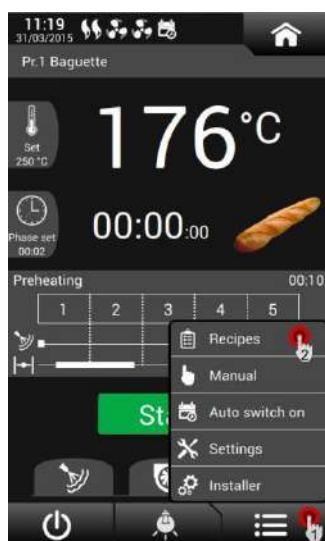 11:19
31/03/2015
Pr.1 Baguette
Set
250 °C
176°C
Phase set
00:02
00:00:00
Preheating 00:10
1 2 3 4 5
Recipes
2
Manual
Auto switch on
Settings
Installer
1